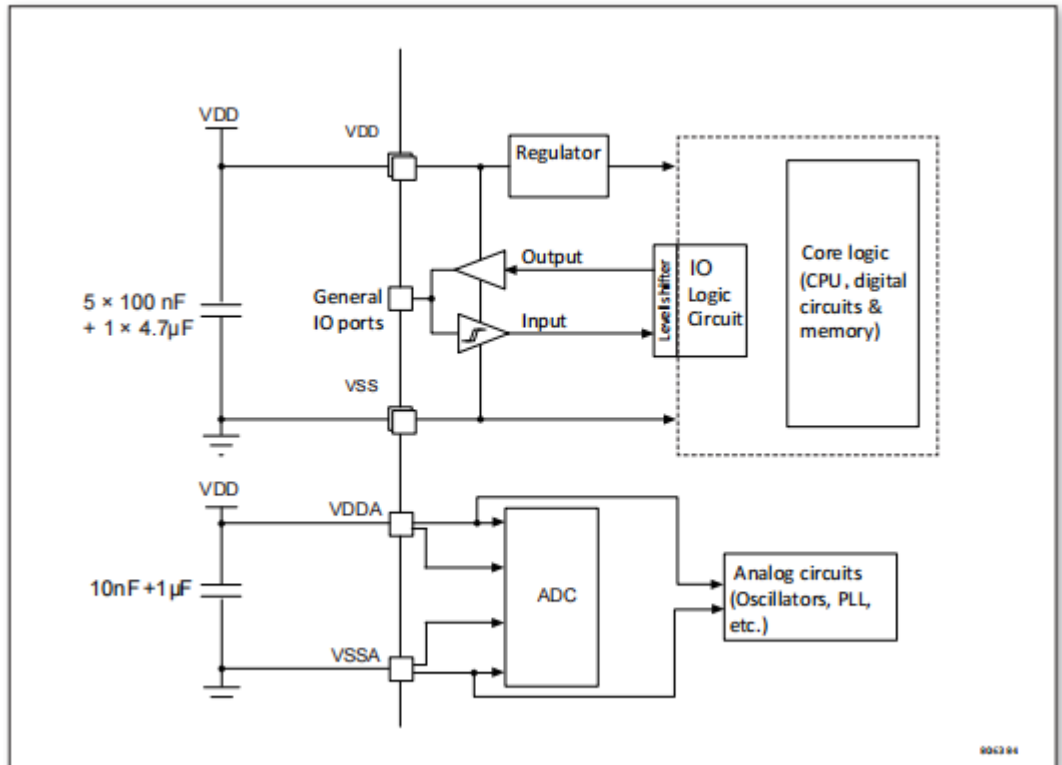 VDD
VDD
Regulator
Output
Level shifter
IO
Logic
Circuit
Core logic
(CPU, digital
circuits &
memory)
General
IO ports
Input
5 × 100 nF
+ 1 × 4.7µF
VSS
VDD
VDDA
10nF+1µF
ADC
Analog circuits
(Oscillators, PLL,
etc.)
VSSA